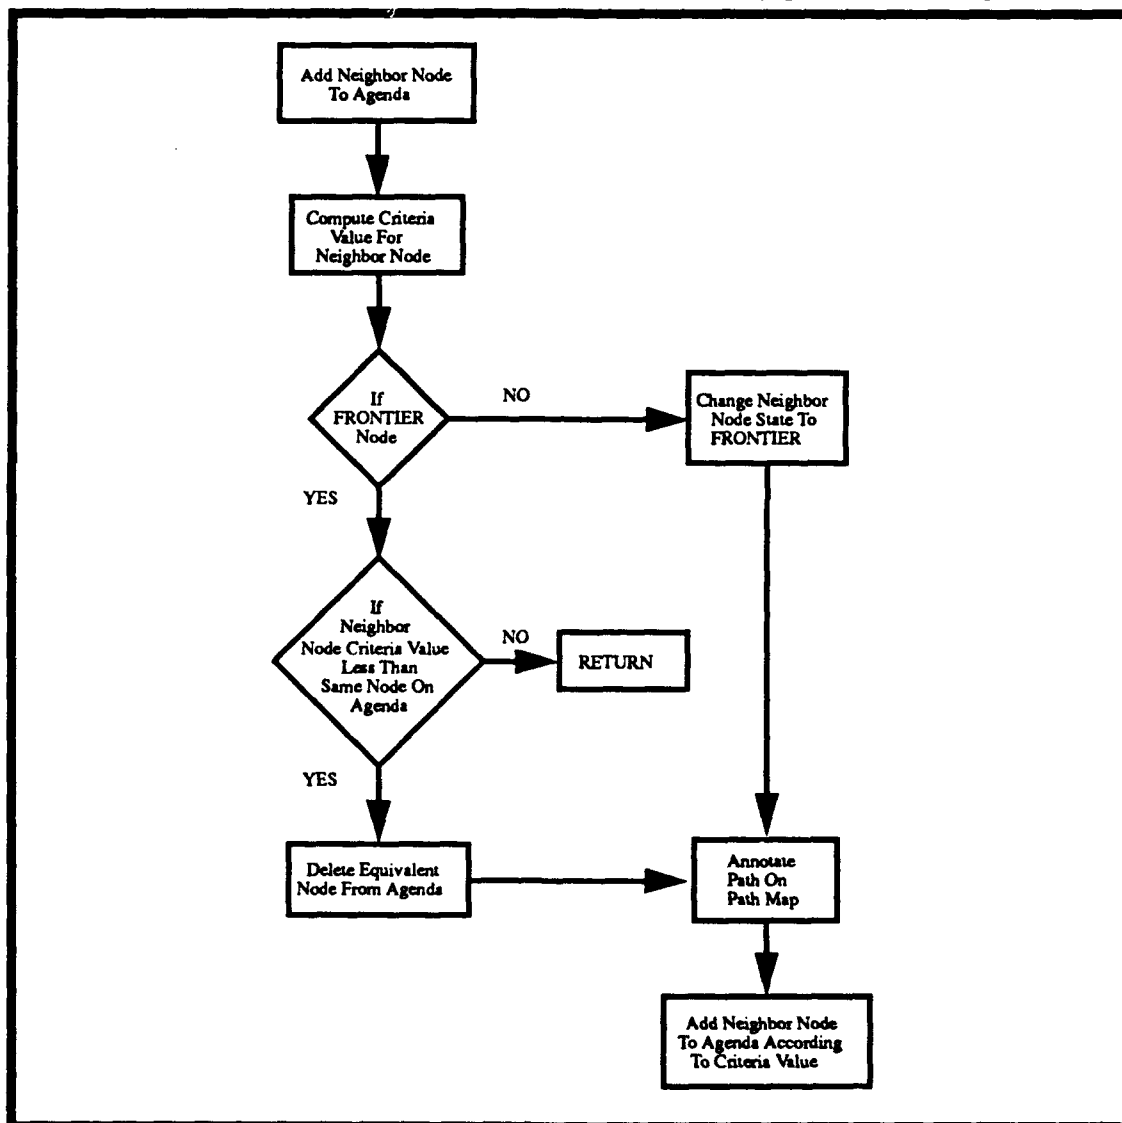 Add Neighbor Node
To Agenda
Compute Criteria
Value For
Neighbor Node
If
FRONTIER
Node
NO
Change Neighbor
Node State To
FRONTIER
YES
If
Neighbor
Node Criteria Value
Less Than
Same Node On
Agenda
NO
RETURN
YES
Delete Equivalent
Node From Agenda
Annotate
Path On
Path Map
Add Neighbor Node
To Agenda According
To Criteria Value